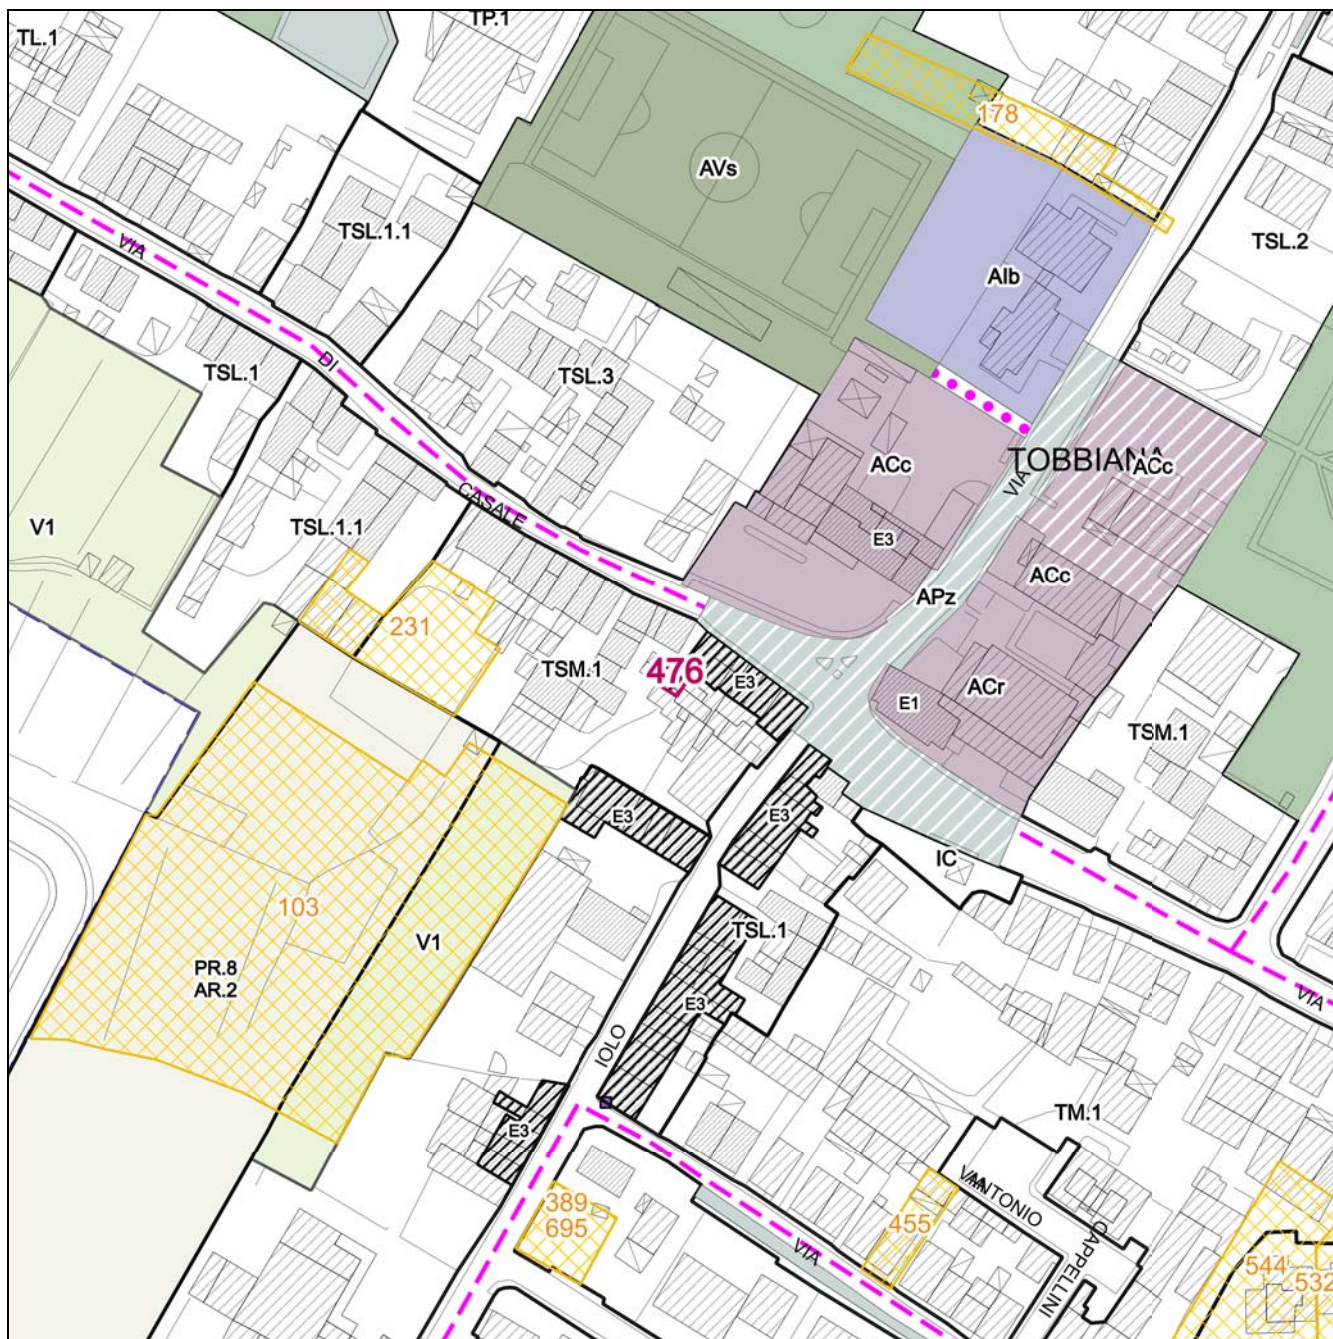 TP.1
TL.1
178
AVs
TSL.1.1
TSL.2
VIA
AIb
DI
TSL.1
TSL.3
TOBBIANA
ACc
ACc
VIA
CASALE
V1
TSL.1.1
E3
ACc
APz
231
TSM.1
476
E3
ACr
E1
TSM.1
E3
E3
IC
103
V1
TSL.1
PR.8
AR.2
E3
VIA
IOLO
E3
TM.1
VIA
ANTONIO
CAPPELLINI
389
695
455
VIA
544
532